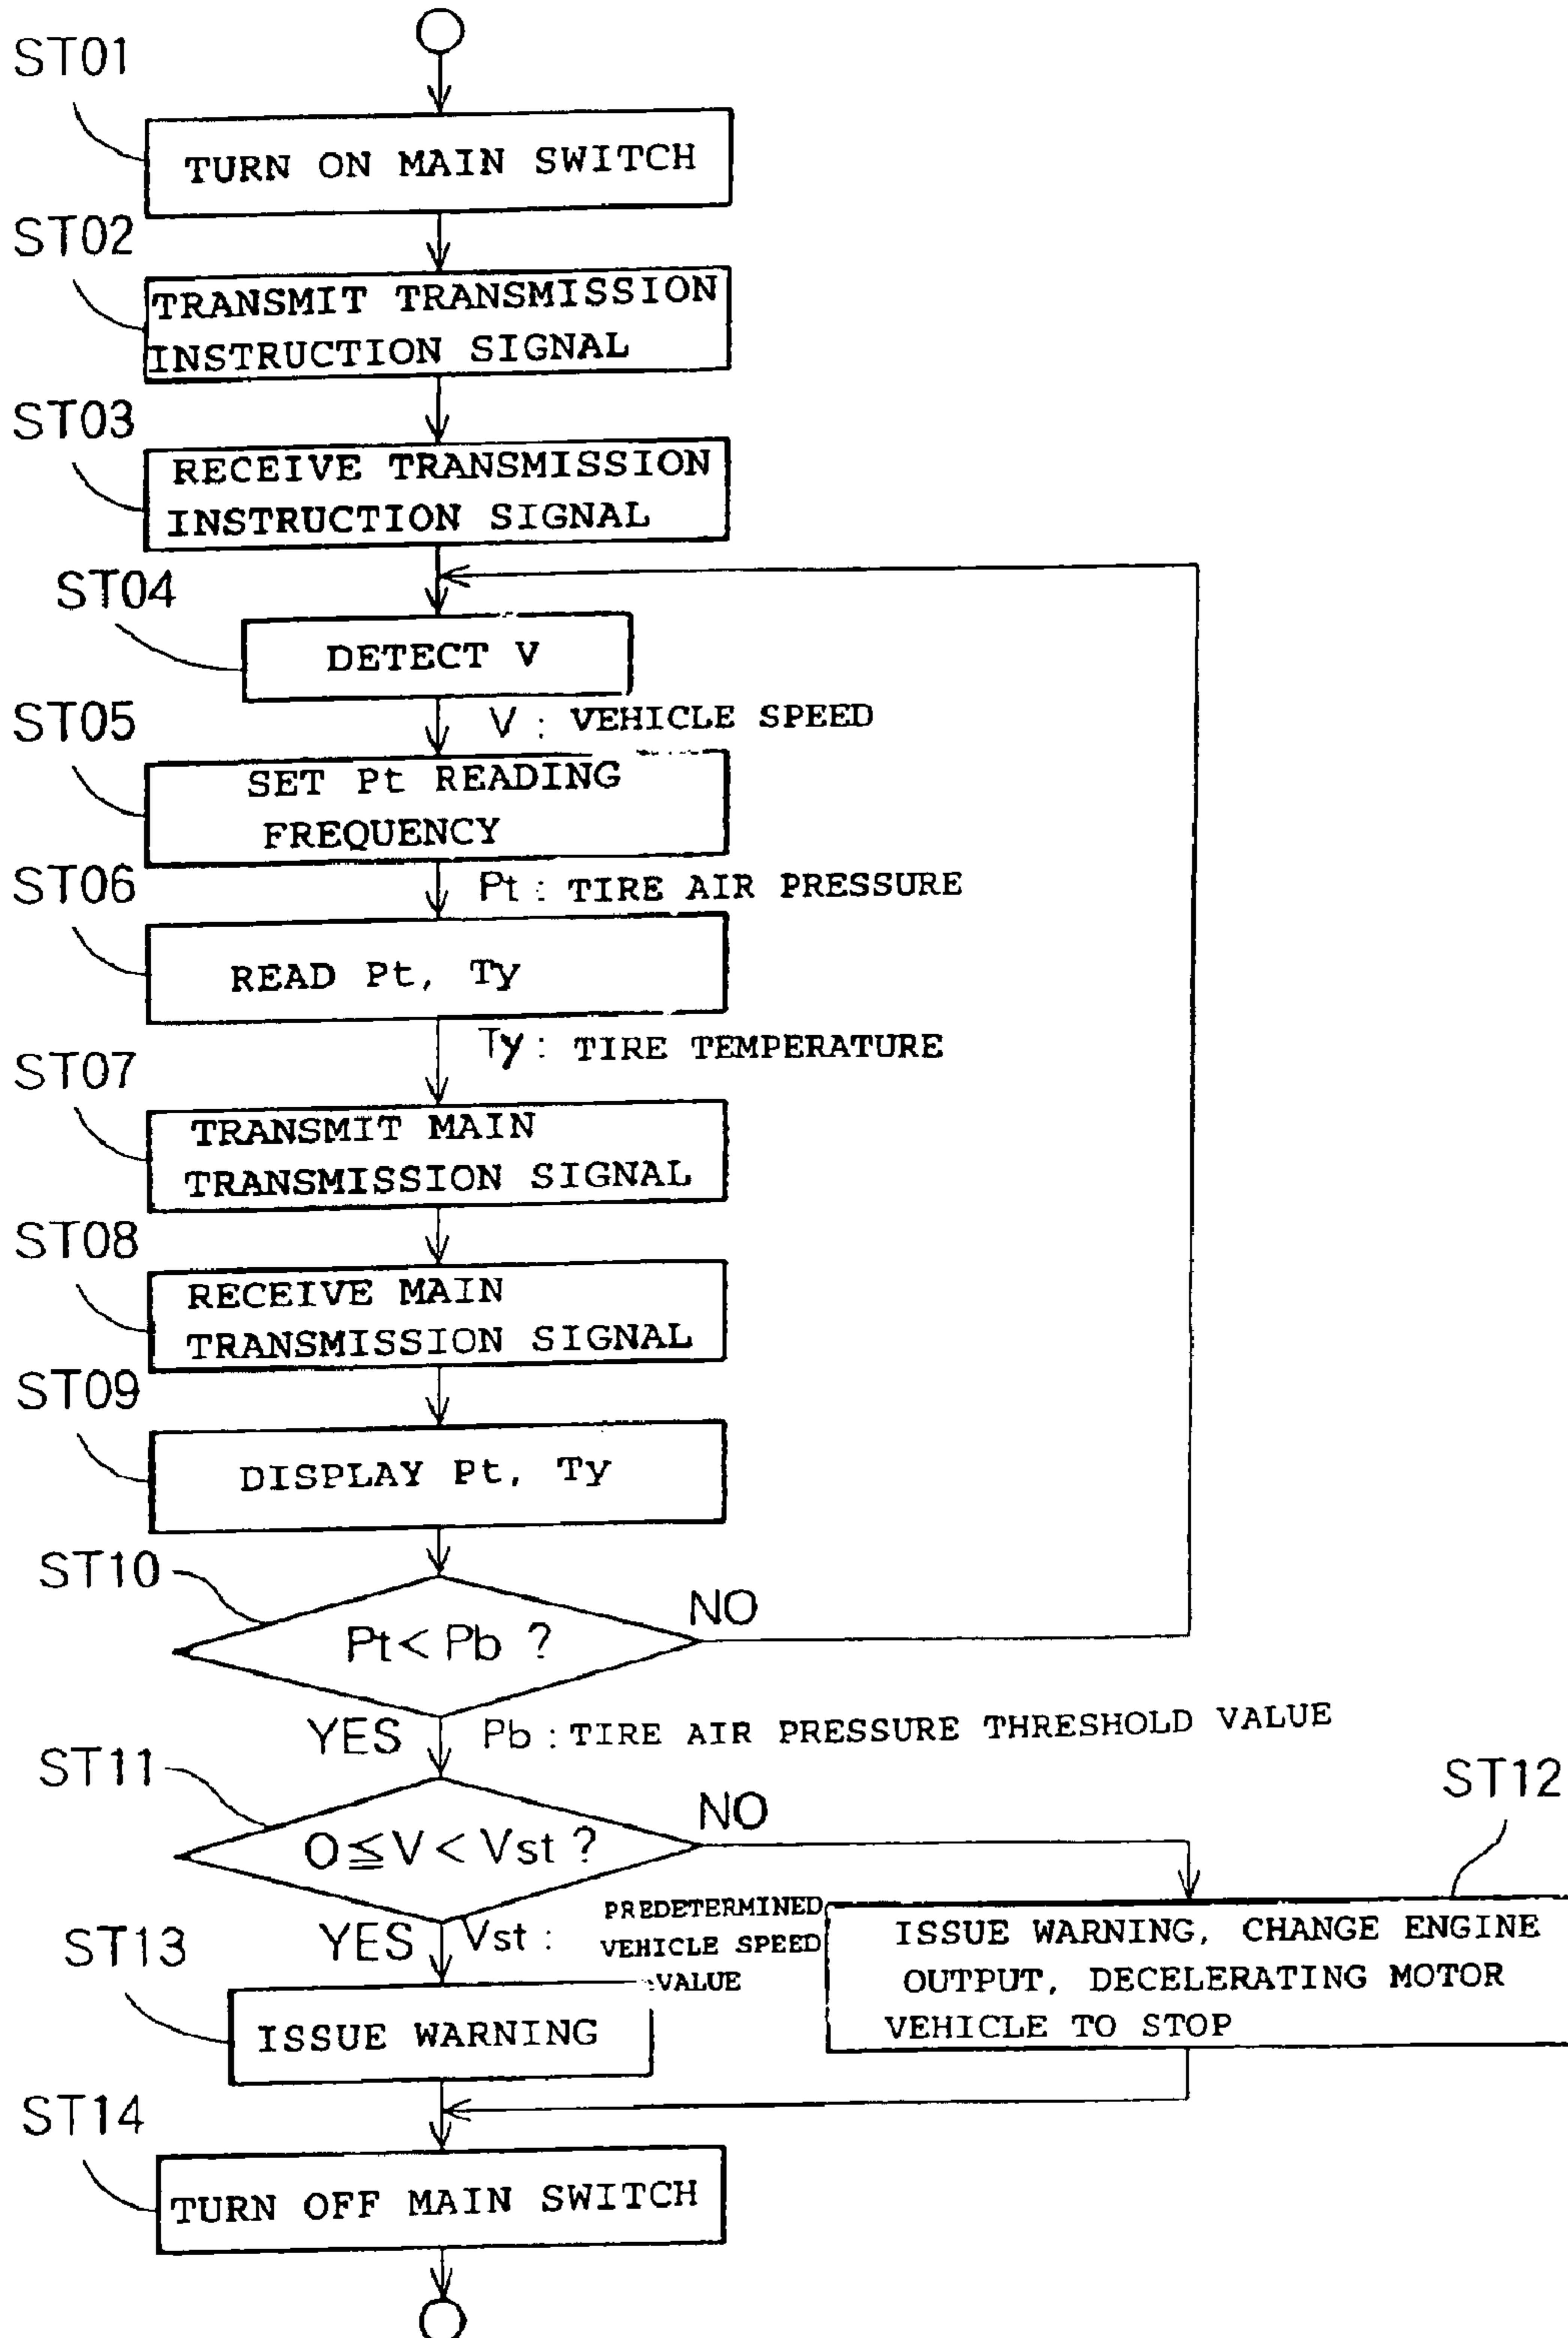 ST01
TURN ON MAIN SWITCH
ST02
TRANSMIT TRANSMISSION
INSTRUCTION SIGNAL
ST03
RECEIVE TRANSMISSION
INSTRUCTION SIGNAL
ST04
DETECT V
V : VEHICLE SPEED
ST05
SET Pt READING
FREQUENCY
Pt : TIRE AIR PRESSURE
ST06
READ Pt, Ty
Ty : TIRE TEMPERATURE
ST07
TRANSMIT MAIN
TRANSMISSION SIGNAL
ST08
RECEIVE MAIN
TRANSMISSION SIGNAL
ST09
DISPLAY Pt, Ty
ST10
Pt < Pb ?
NO
YES
Pb : TIRE AIR PRESSURE THRESHOLD VALUE
ST11
0 ≦ V < Vst ?
NO
YES
Vst : PREDETERMINED
VEHICLE SPEED
VALUE
ST12
ISSUE WARNING, CHANGE ENGINE
OUTPUT, DECELERATING MOTOR
VEHICLE TO STOP
ST13
ISSUE WARNING
ST14
TURN OFF MAIN SWITCH